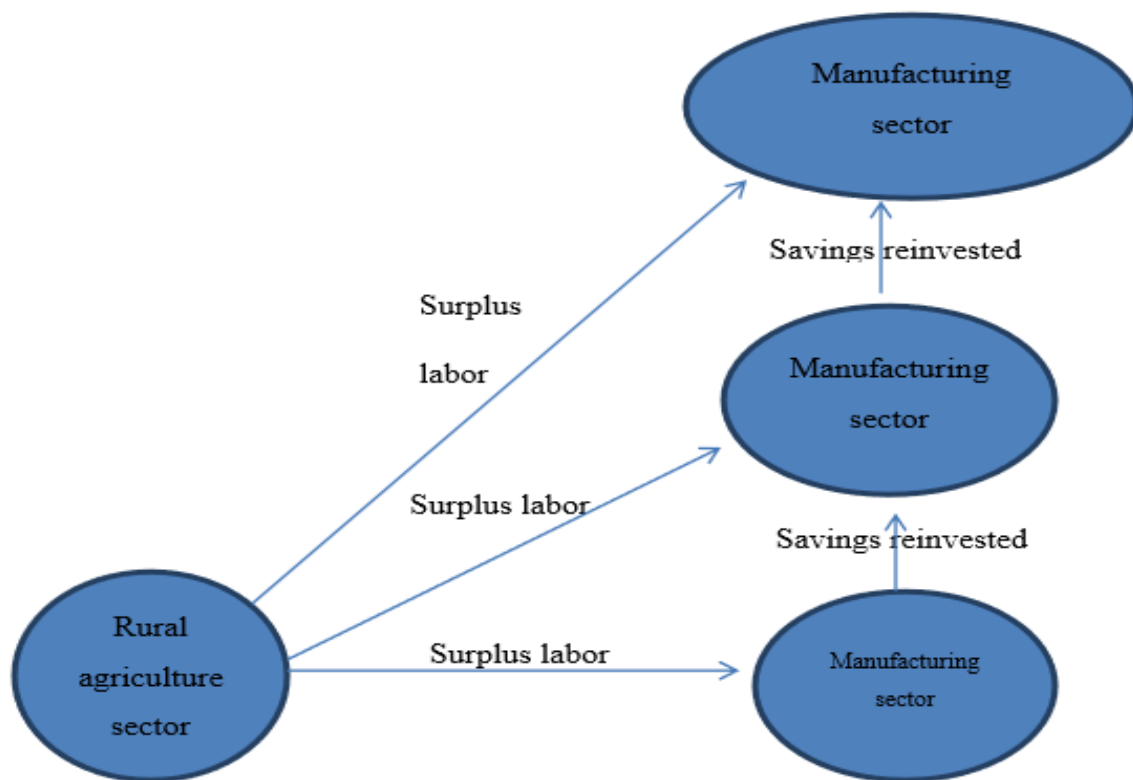 Manufacturing
sector
Savings reinvested
Surplus
labor
Manufacturing
sector
Surplus labor
Savings reinvested
Rural
agriculture
sector
Surplus labor
Manufacturing
sector